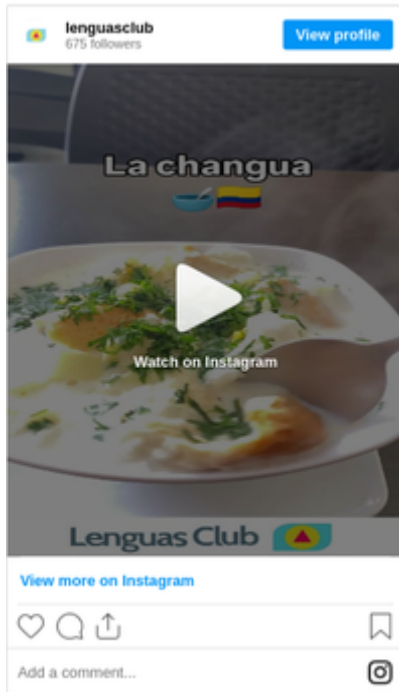 lenguasclub
675 followers
View profile
La changua
Watch on Instagram
Lenguas Club
View more on Instagram
Add a comment...